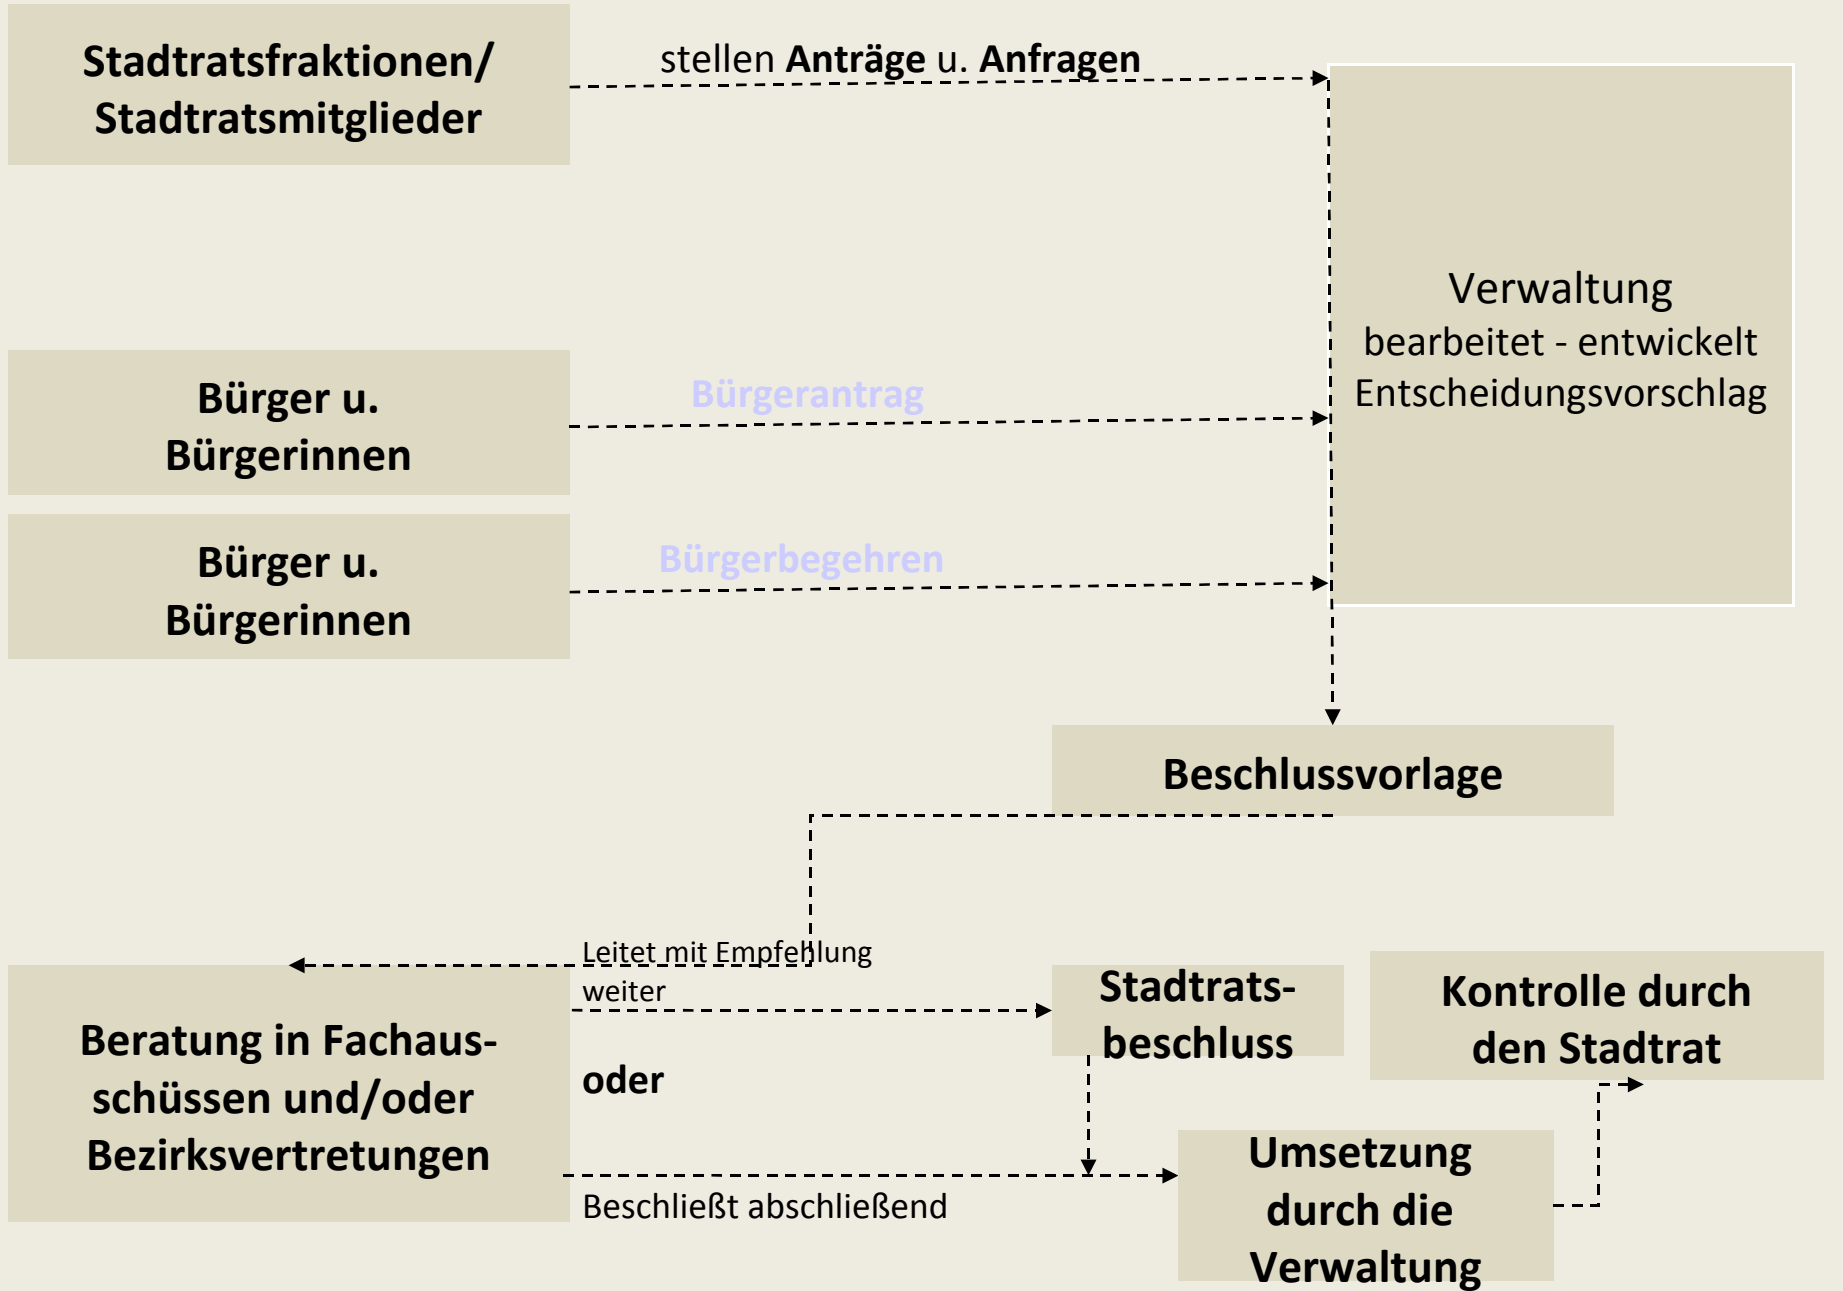 Stadtratsfraktionen/
Stadtratsmitglieder
stellen Anträge u. Anfragen
Verwaltung
bearbeitet - entwickelt
Entscheidungsvorschlag
Bürger u.
Bürgerinnen
Bürgerantrag
Bürger u.
Bürgerinnen
Bürgerbegehren
Beschlussvorlage
Beratung in Fachaus-
schüssen und/oder
Bezirksvertretungen
Leitet mit Empfehlung
weiter
oder
Beschließt abschließend
Stadtrats-
beschluss
Umsetzung
durch die
Verwaltung
Kontrolle durch
den Stadtrat